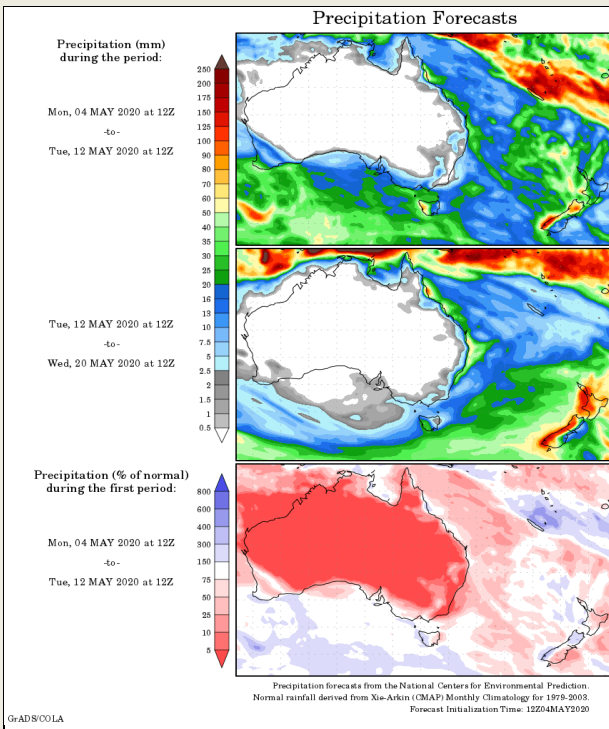 Precipitation Forecasts
Precipitation (mm)
during the period:
Mon, 04 MAY 2020 at 12Z
-to-
Tue, 12 MAY 2020 at 12Z
250
200
175
150
125
100
90
80
70
60
50
40
35
30
25
20
16
13
10
7.5
5
2.5
2
1.5
1
0.5
Tue, 12 MAY 2020 at 12Z
-to-
Wed, 20 MAY 2020 at 12Z
Precipitation (% of normal)
during the first period:
Mon, 04 MAY 2020 at 12Z
-to-
Tue, 12 MAY 2020 at 12Z
800
600
400
300
150
75
50
25
10
5
Precipitation forecasts from the National Centers for Environmental Prediction.
Normal rainfall derived from Xie-Arkin (CMAP) Monthly Climatology for 1979-2003.
Forecast Initialization Time: 12Z04MAY2020
GrADS/COLA